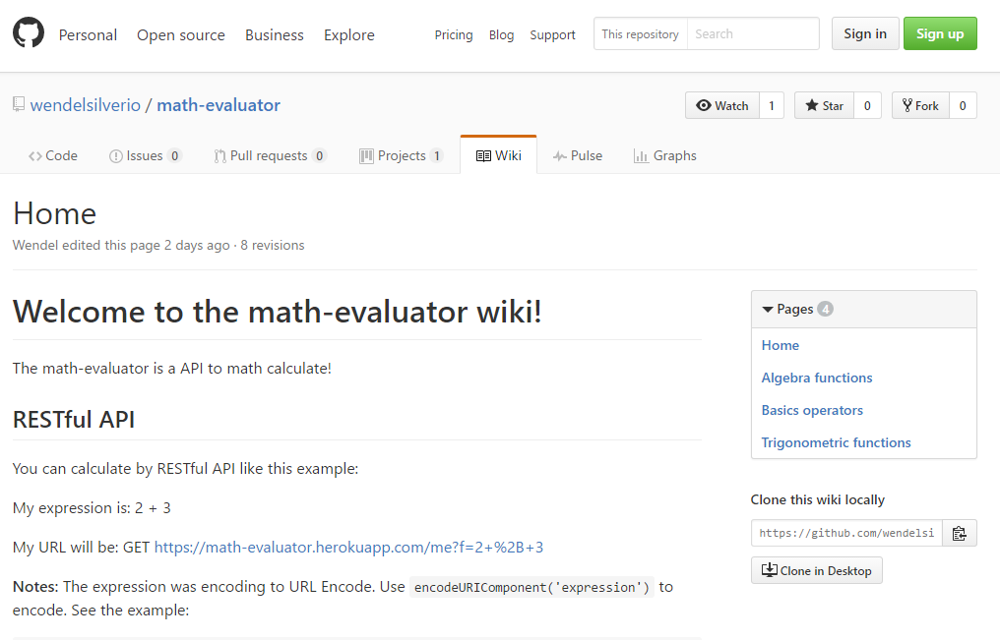 Personal Open source Business Explore Pricing Blog Support This repository Search Sign in Sign up
wendelsilverio / math-evaluator Watch 1 Star 0 Fork 0
Code Issues 0 Pull requests 0 Projects 1 Wiki Pulse Graphs
Home
Wendel edited this page 2 days ago · 8 revisions
Welcome to the math-evaluator wiki!
The math-evaluator is a API to math calculate!
RESTful API
You can calculate by RESTful API like this example:
My expression is: 2 + 3
My URL will be: GET https://math-evaluator.herokuapp.com/me?f=2+%2B+3
Notes: The expression was encoding to URL Encode. Use encodeURIComponent('expression') to
encode. See the example:
Pages 4
Home
Algebra functions
Basics operators
Trigonometric functions
Clone this wiki locally
https://github.com/wendelsi
Clone in Desktop